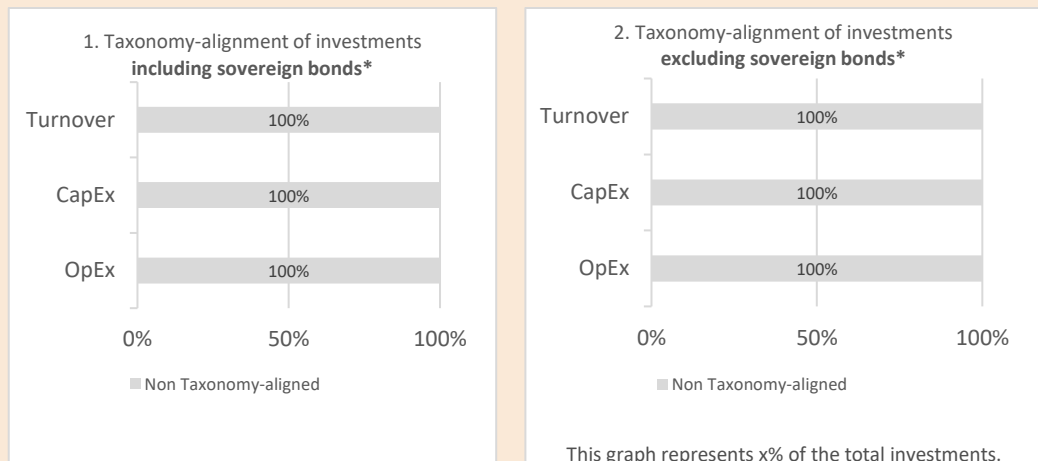 1. Taxonomy-alignment of investments
including sovereign bonds*
Turnover
100%
CapEx
100%
OpEx
100%
0% 50% 100%
Non Taxonomy-aligned
2. Taxonomy-alignment of investments
excluding sovereign bonds*
Turnover
100%
CapEx
100%
OpEx
100%
0% 50% 100%
Non Taxonomy-aligned
This graph represents x% of the total investments.